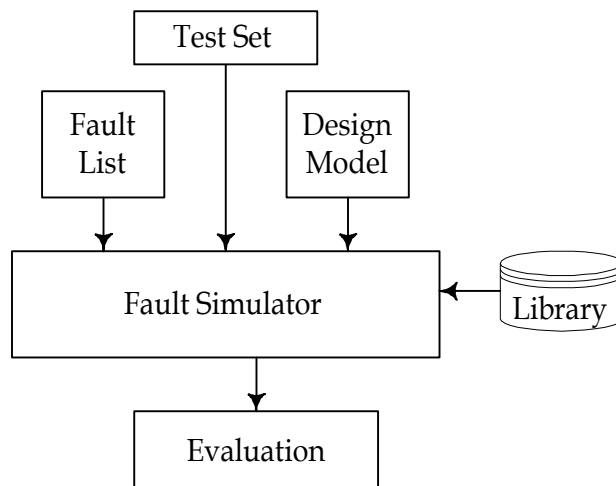 Test Set
Fault
List
Design
Model
Fault Simulator
Library
Evaluation